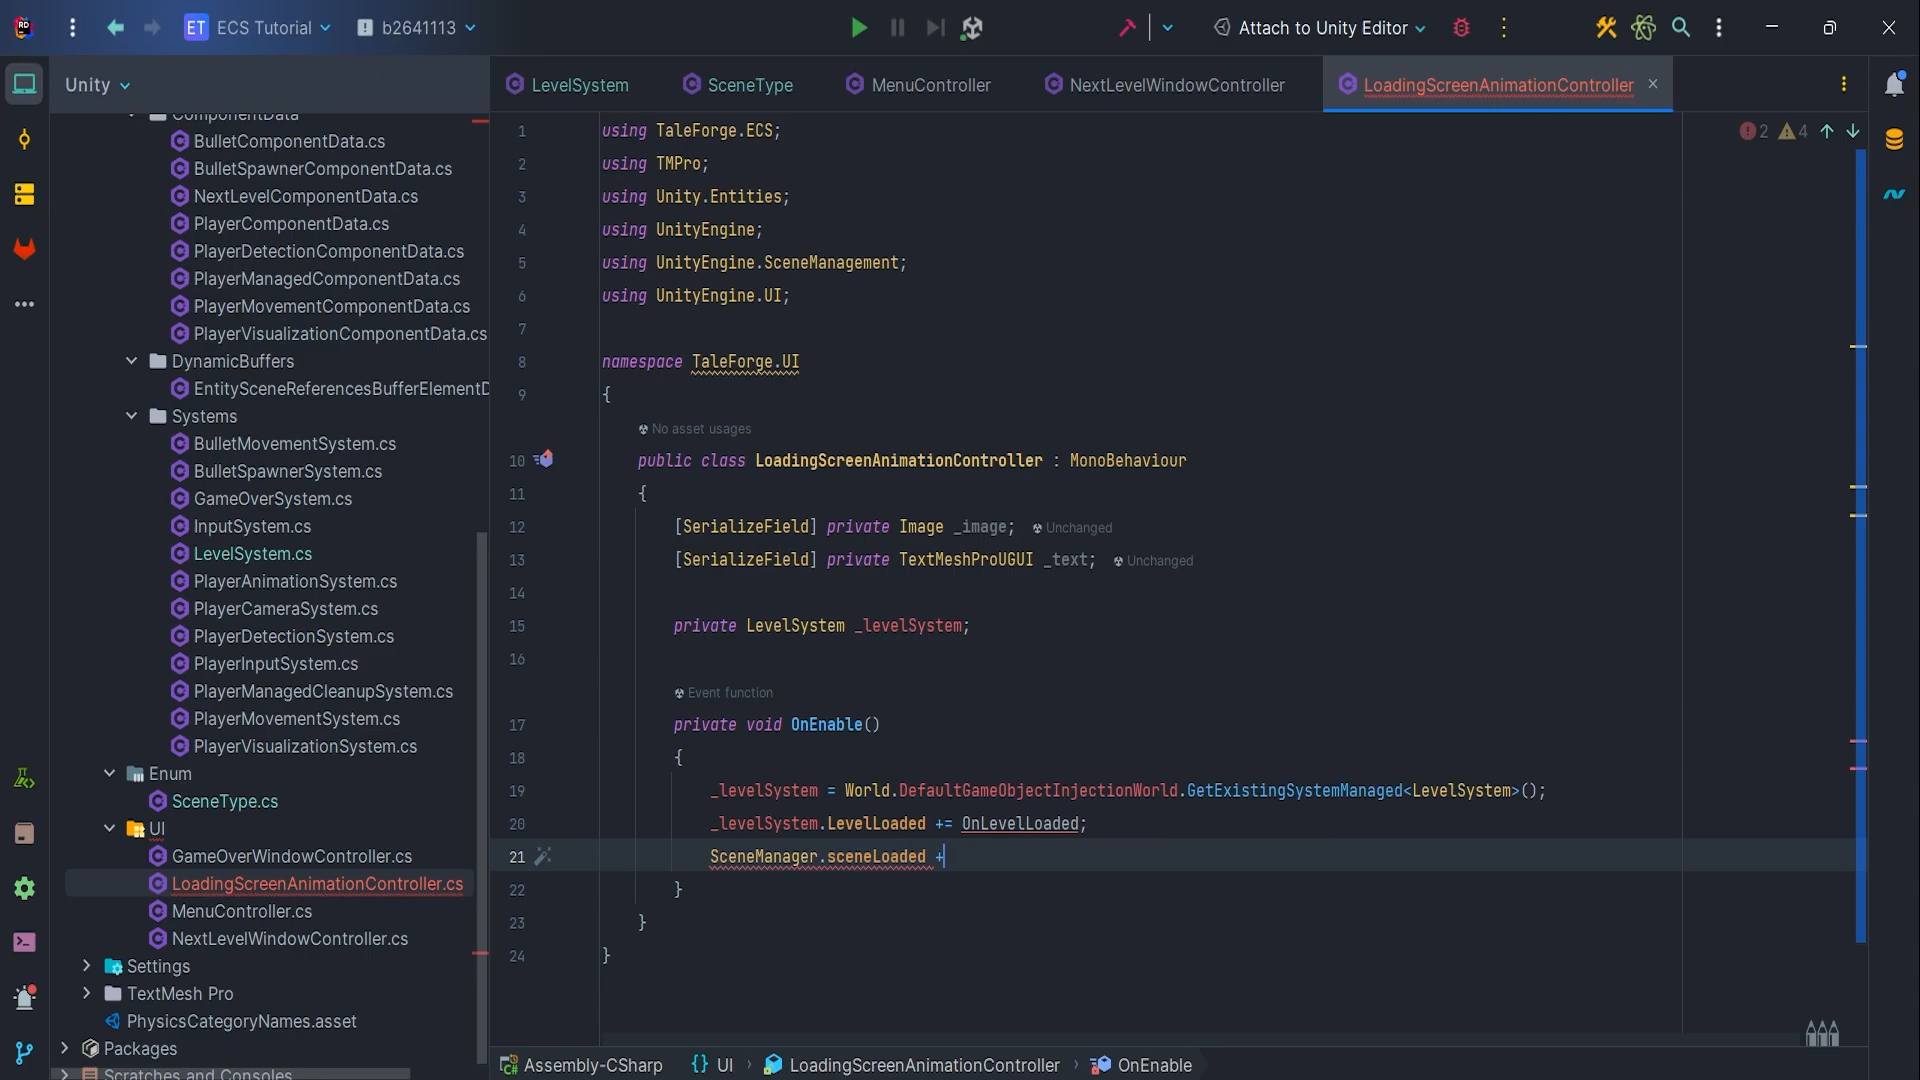 ET ECS Tutorial
b2641113
Attach to Unity Editor
Unity
LevelSystem
SceneType
MenuController
NextLevelWindowController
LoadingScreenAnimationController
ComponentData
BulletComponentData.cs
BulletSpawnerComponentData.cs
NextLevelComponentData.cs
PlayerComponentData.cs
PlayerDetectionComponentData.cs
PlayerManagedComponentData.cs
PlayerMovementComponentData.cs
PlayerVisualizationComponentData.cs
DynamicBuffers
EntitySceneReferencesBufferElementD
Systems
BulletMovementSystem.cs
BulletSpawnerSystem.cs
GameOverSystem.cs
InputSystem.cs
LevelSystem.cs
PlayerAnimationSystem.cs
PlayerCameraSystem.cs
PlayerDetectionSystem.cs
PlayerInputSystem.cs
PlayerManagedCleanupSystem.cs
PlayerMovementSystem.cs
PlayerVisualizationSystem.cs
Enum
SceneType.cs
UI
GameOverWindowController.cs
LoadingScreenAnimationController.cs
MenuController.cs
NextLevelWindowController.cs
Settings
TextMesh Pro
PhysicsCategoryNames.asset
Packages
Scratches and Consoles
2 4
1 using TaleForge.ECS;
2 using TMPro;
3 using Unity.Entities;
4 using UnityEngine;
5 using UnityEngine.SceneManagement;
6 using UnityEngine.UI;
7
8 namespace TaleForge.UI
9 {
No asset usages
10 public class LoadingScreenAnimationController : MonoBehaviour
11 {
12 [SerializeField] private Image _image; Unchanged
13 [SerializeField] private TextMeshProUGUI _text; Unchanged
14
15 private LevelSystem _levelSystem;
16
Event function
17 private void OnEnable()
18 {
19 _levelSystem = World.DefaultGameObjectInjectionWorld.GetExistingSystemManaged<LevelSystem>();
20 _levelSystem.LevelLoaded += OnLevelLoaded;
21 SceneManager.sceneLoaded +
22 }
23 }
24 }
Assembly-CSharp {} UI LoadingScreenAnimationController OnEnable